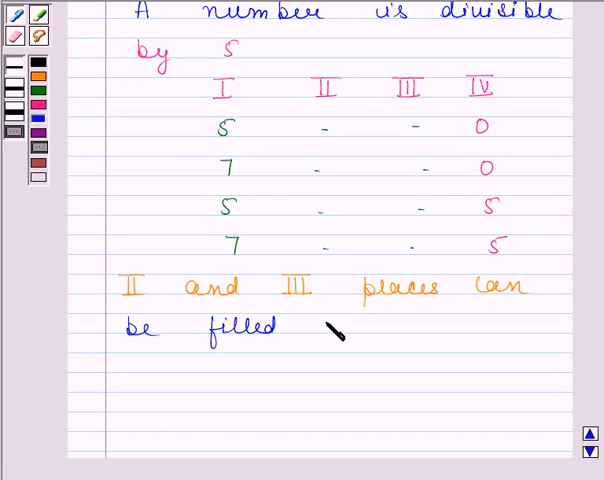 A number is divisible
by 5
I II III IV
5 - - 0
7 - - 0
5 - - 5
7 - - 5
II and III places can
be filled